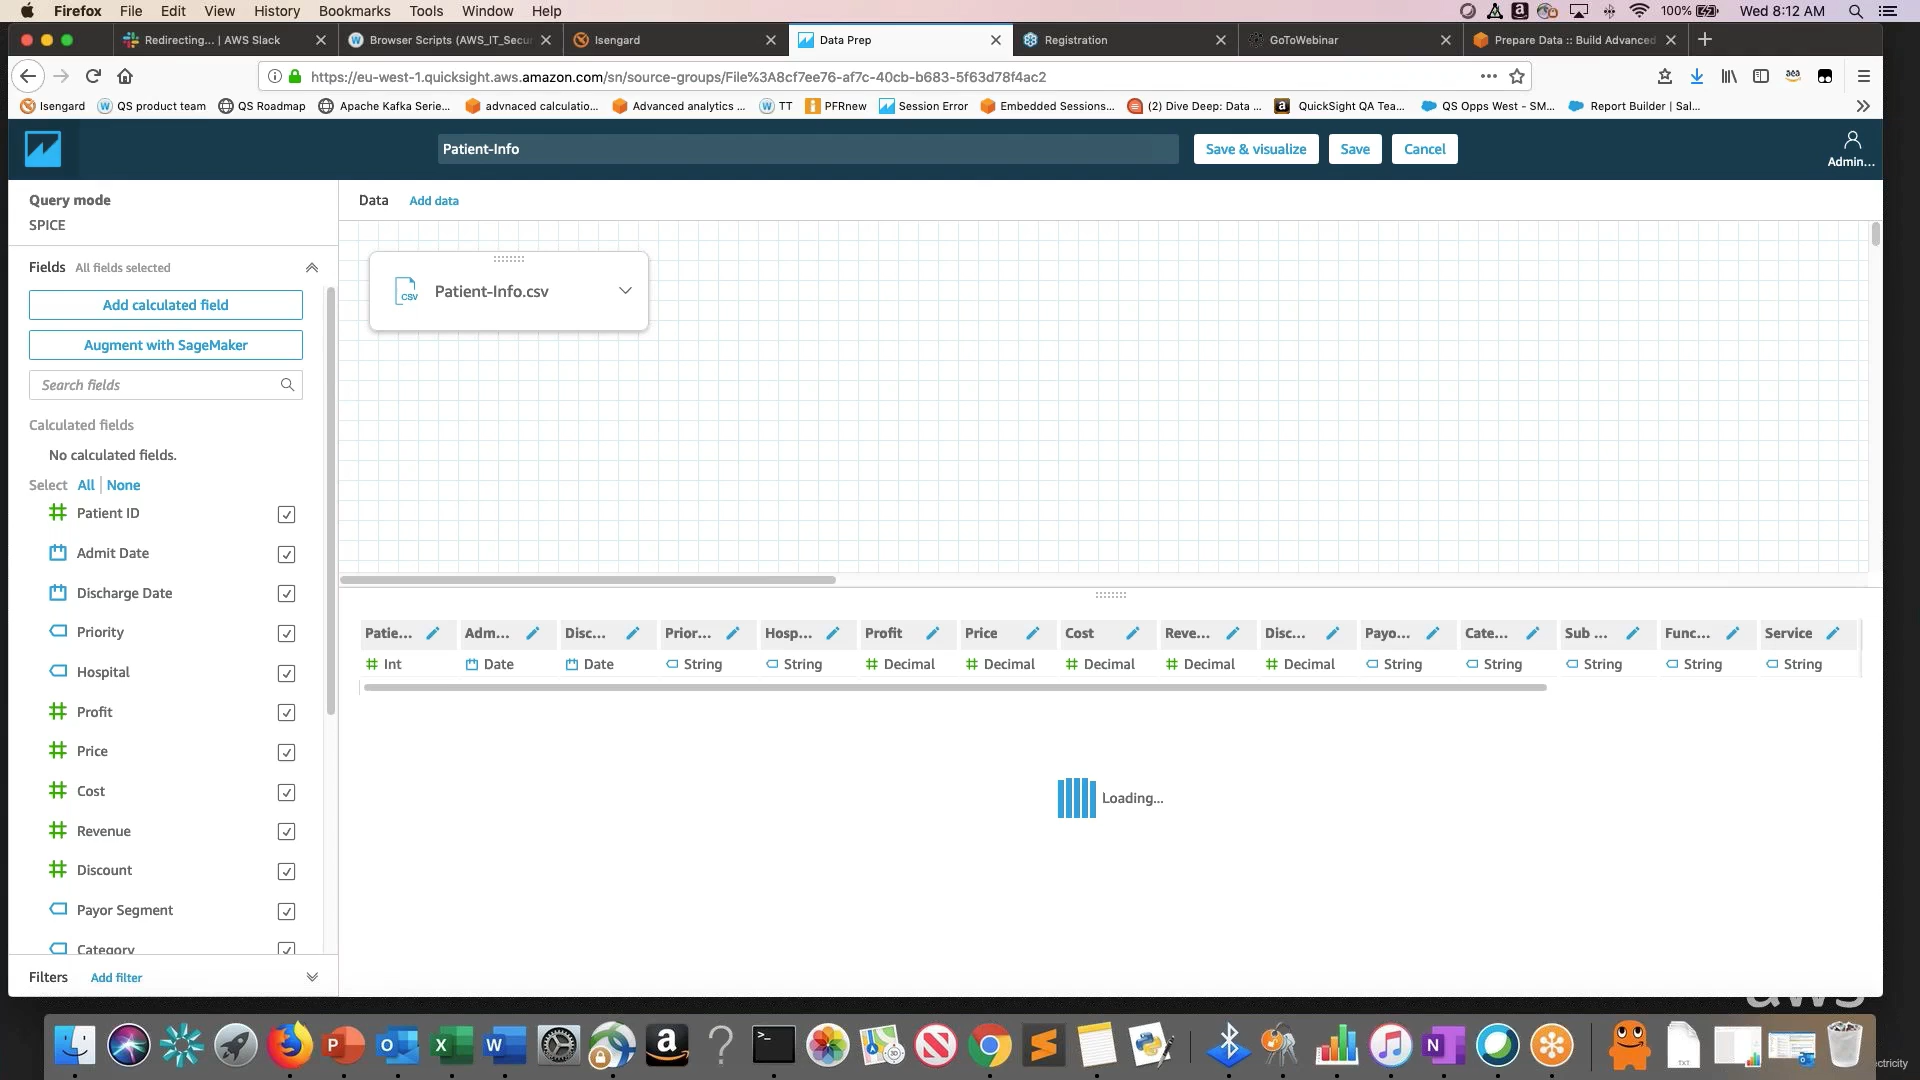 Firefox File Edit View History Bookmarks Tools Window Help 100% Wed 8:12 AM
Redirecting... | AWS Slack Browser Scripts (AWS_IT_Secur Isengard Data Prep Registration GoToWebinar Prepare Data :: Build Advanced
https://eu-west-1.quicksight.aws.amazon.com/sn/source-groups/File%3A8cf7ee76-af7c-40cb-b683-5f63d78f4ac2
Isengard QS product team QS Roadmap Apache Kafka Serie... advnaced calculatio... Advanced analytics ... TT PFRnew Session Error Embedded Sessions... (2) Dive Deep: Data ... QuickSight QA Tea... QS Opps West - SM... Report Builder | Sal...
Patient-Info Save & visualize Save Cancel Admin...
Query mode
SPICE
Data Add data
Fields All fields selected
Add calculated field
Augment with SageMaker
Search fields
Calculated fields
No calculated fields.
Select All | None
Patient ID
Admit Date
Discharge Date
Priority
Hospital
Profit
Price
Cost
Revenue
Discount
Payor Segment
Category
Filters Add filter
CSV Patient-Info.csv
Patie... Adm... Disc... Prior... Hosp... Profit Price Cost Reve... Disc... Payo... Cate... Sub ... Func... Service
Int Date Date String String Decimal Decimal Decimal Decimal Decimal String String String String String
Loading...
aws
ectricity